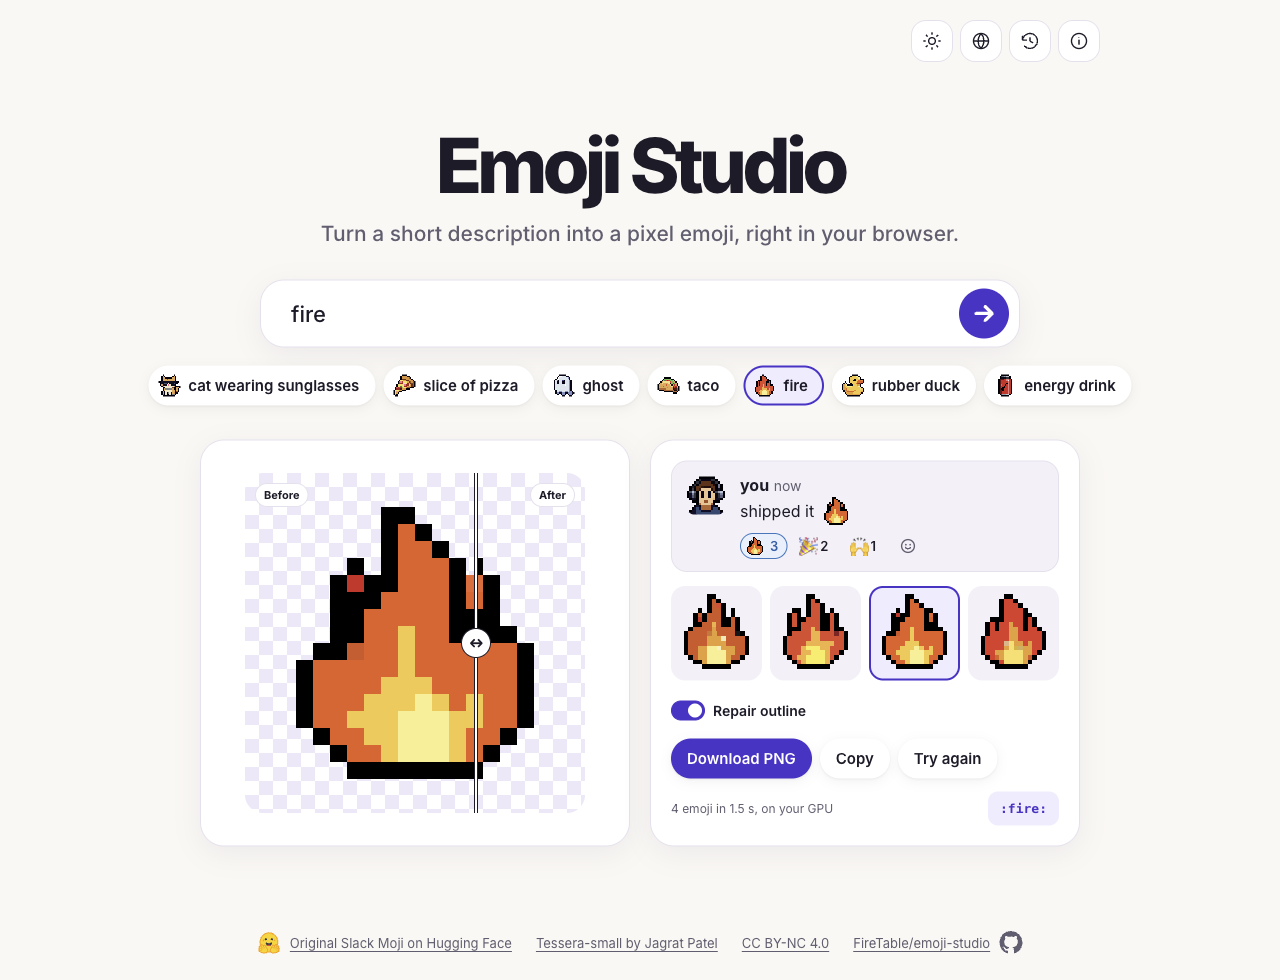 Emoji Studio
Turn a short description into a pixel emoji, right in your browser.
fire
cat wearing sunglasses
slice of pizza
ghost
taco
fire
rubber duck
energy drink
Before
After
you now
shipped it
3
2
1
Repair outline
Download PNG
Copy
Try again
4 emoji in 1.5 s, on your GPU
:fire:
Original Slack Moji on Hugging Face
Tessera-small by Jagrat Patel
CC BY-NC 4.0
FireTable/emoji-studio